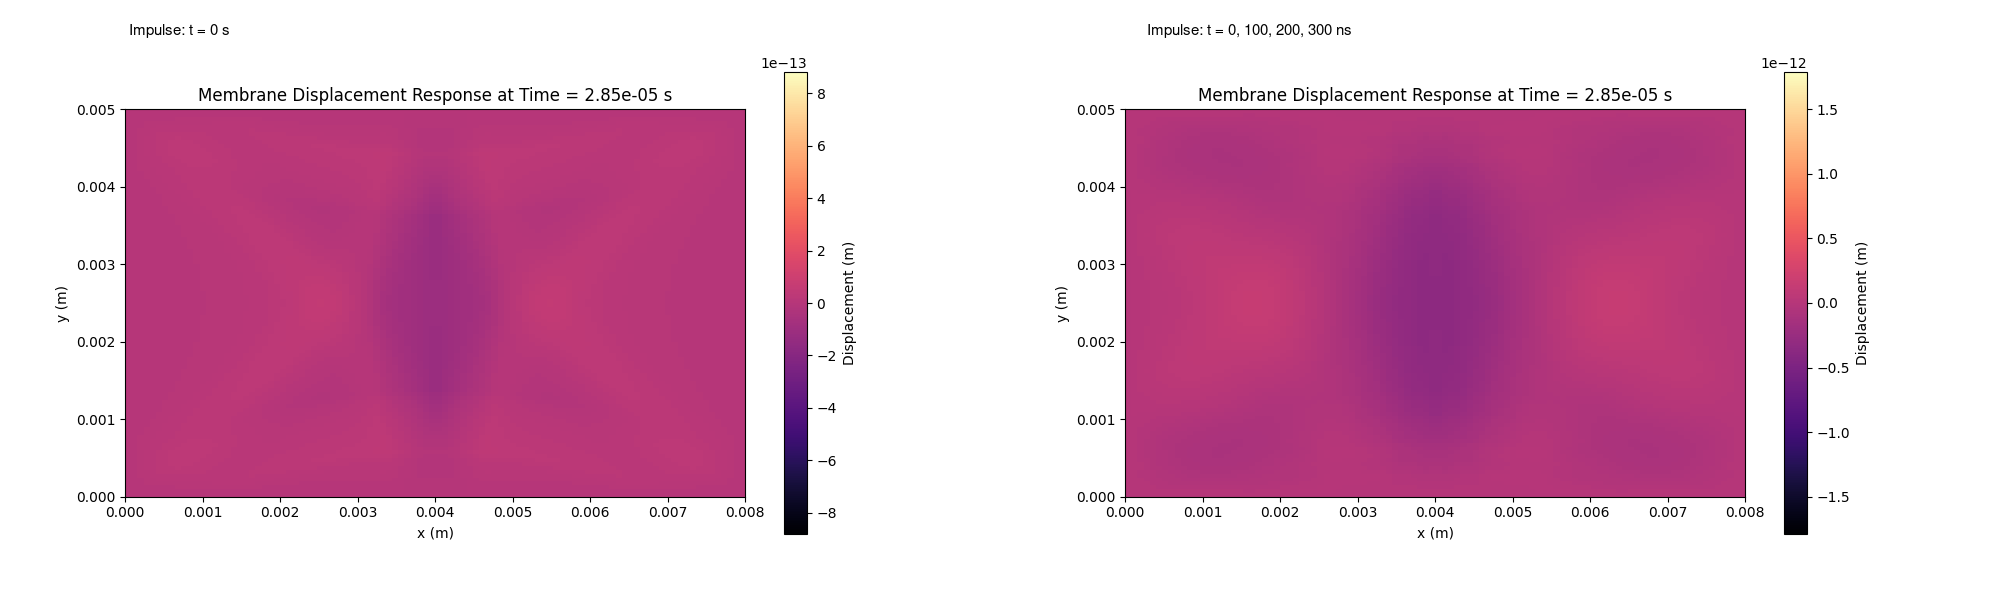 Impulse: t = 0 s
1e−13
Membrane Displacement Response at Time = 2.85e-05 s
0.005
0.004
0.003
0.002
0.001
0.000
y (m)
0.000 0.001 0.002 0.003 0.004 0.005 0.006 0.007 0.008
x (m)
8
6
4
2
0
−2
−4
−6
−8
Displacement (m)
Impulse: t = 0, 100, 200, 300 ns
1e−12
Membrane Displacement Response at Time = 2.85e-05 s
0.005
0.004
0.003
0.002
0.001
0.000
y (m)
0.000 0.001 0.002 0.003 0.004 0.005 0.006 0.007 0.008
x (m)
1.5
1.0
0.5
0.0
−0.5
−1.0
−1.5
Displacement (m)